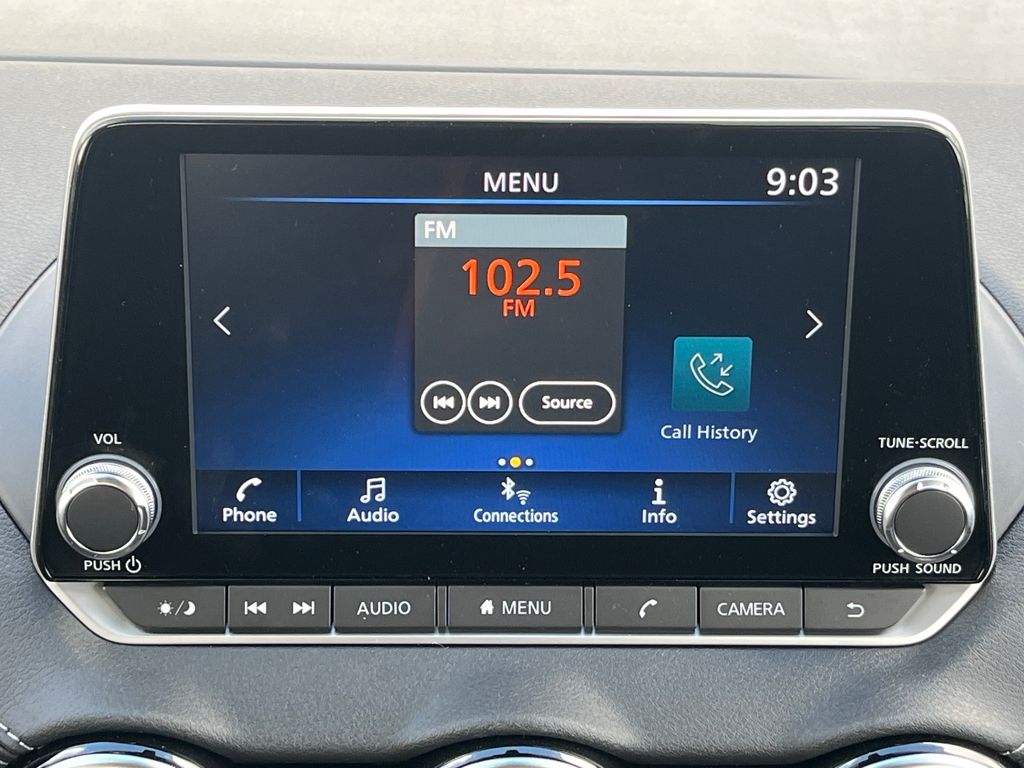 MENU
9:03
FM
102.5
FM
Source
Call History
VOL
TUNE·SCROLL
Phone
Audio
Connections
Info
Settings
PUSH
PUSH SOUND
AUDIO
MENU
CAMERA